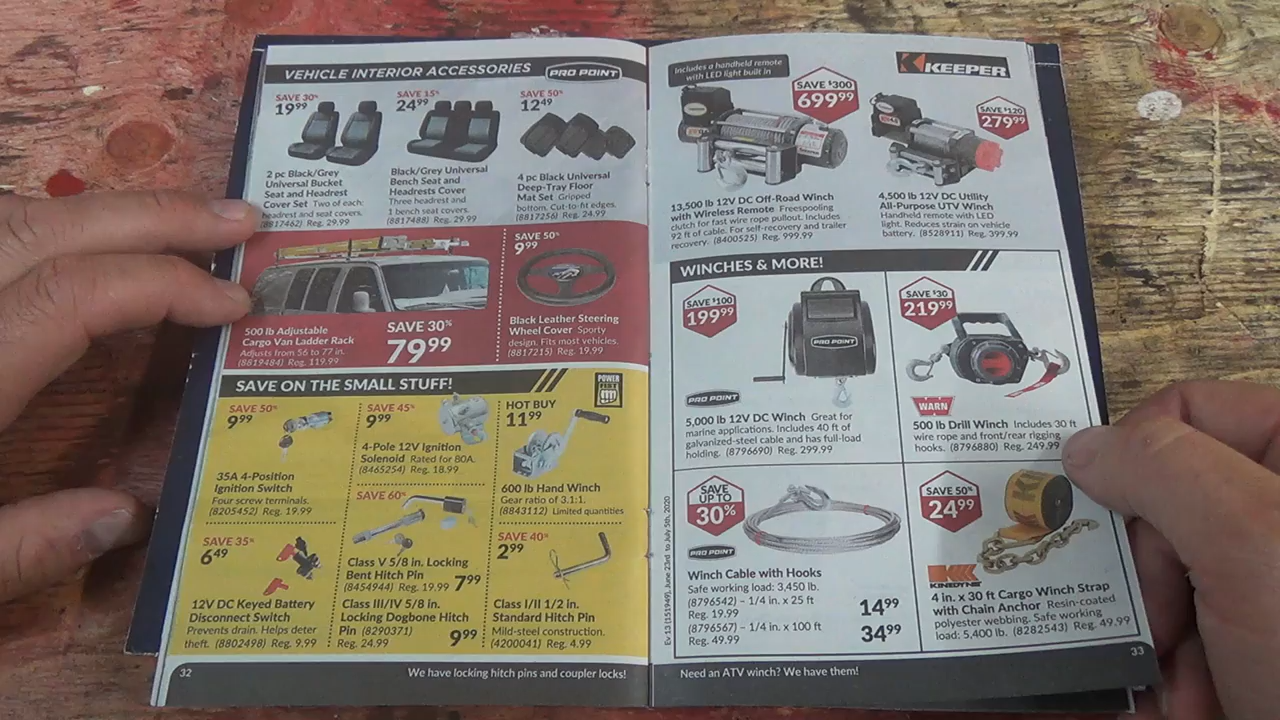 VEHICLE INTERIOR ACCESSORIES
PRO POINT
SAVE 30%
19.99
2 pc Black/Grey
Universal Bucket
Seat and Headrest
Cover Set Two of each:
headrest and seat covers.
(8817462) Reg. 29.99
SAVE 15%
24.99
Black/Grey Universal
Bench Seat and
Headrests Cover
Three headrest and
1 bench seat covers.
(8817488) Reg. 29.99
SAVE 50%
12.49
4 pc Black Universal
Deep-Tray Floor
Mat Set Gripped
bottom. Cut-to-fit edges.
(8817256) Reg. 24.99
500 lb Adjustable
Cargo Van Ladder Rack
Adjusts from 56 to 77 in.
(8819484) Reg. 119.99
SAVE 30%
79.99
SAVE 50%
9.99
Black Leather Steering
Wheel Cover Sporty
design. Fits most vehicles.
(8817215) Reg. 19.99
SAVE ON THE SMALL STUFF!
POWER
FIST
SAVE 50%
9.99
35A 4-Position
Ignition Switch
Four screw terminals.
(8205452) Reg. 19.99
SAVE 45%
9.99
4-Pole 12V Ignition
Solenoid Rated for 80A.
(8465254) Reg. 18.99
HOT BUY
11.99
600 lb Hand Winch
Gear ratio of 3.1:1.
(8843112) Limited quantities
SAVE 35%
6.49
12V DC Keyed Battery
Disconnect Switch
Prevents drain. Helps deter
theft. (8802498) Reg. 9.99
SAVE 60%
Class V 5/8 in. Locking
Bent Hitch Pin
(8454944) Reg. 19.99 7.99
Class III/IV 5/8 in.
Locking Dogbone Hitch
Pin (8290371)
Reg. 24.99 9.99
SAVE 40%
2.99
Class I/II 1/2 in.
Standard Hitch Pin
Mild-steel construction.
(4200041) Reg. 4.99
32
We have locking hitch pins and coupler locks!
Includes a handheld remote
with LED light built in
SAVE $300
699.99
KEEPER
SAVE $120
279.99
13,500 lb 12V DC Off-Road Winch
with Wireless Remote Freespooling
clutch for fast wire rope pullout. Includes
92 ft of cable. For self-recovery and trailer
recovery. (8400525) Reg. 999.99
4,500 lb 12V DC Utility
All-Purpose UTV Winch
Handheld remote with LED
light. Reduces strain on vehicle
battery. (8528911) Reg. 399.99
WINCHES & MORE!
SAVE $100
199.99
PRO POINT
PRO POINT
5,000 lb 12V DC Winch Great for
marine applications. Includes 40 ft of
galvanized-steel cable and has full-load
holding. (8796690) Reg. 299.99
SAVE $30
219.99
WARN
500 lb Drill Winch Includes 30 ft
wire rope and front/rear rigging
hooks. (8796880) Reg. 249.99
SAVE
UP TO
30%
PRO POINT
Winch Cable with Hooks
Safe working load: 3,450 lb.
(8796542) – 1/4 in. x 25 ft
Reg. 19.99 14.99
(8796567) – 1/4 in. x 100 ft
Reg. 49.99 34.99
SAVE 50%
24.99
KINEDYNE
4 in. x 30 ft Cargo Winch Strap
with Chain Anchor Resin-coated
polyester webbing. Safe working
load: 5,400 lb. (8282543) Reg. 49.99
Ev 13 (151949), June 23rd to July 5th, 2020
Need an ATV winch? We have them!
33